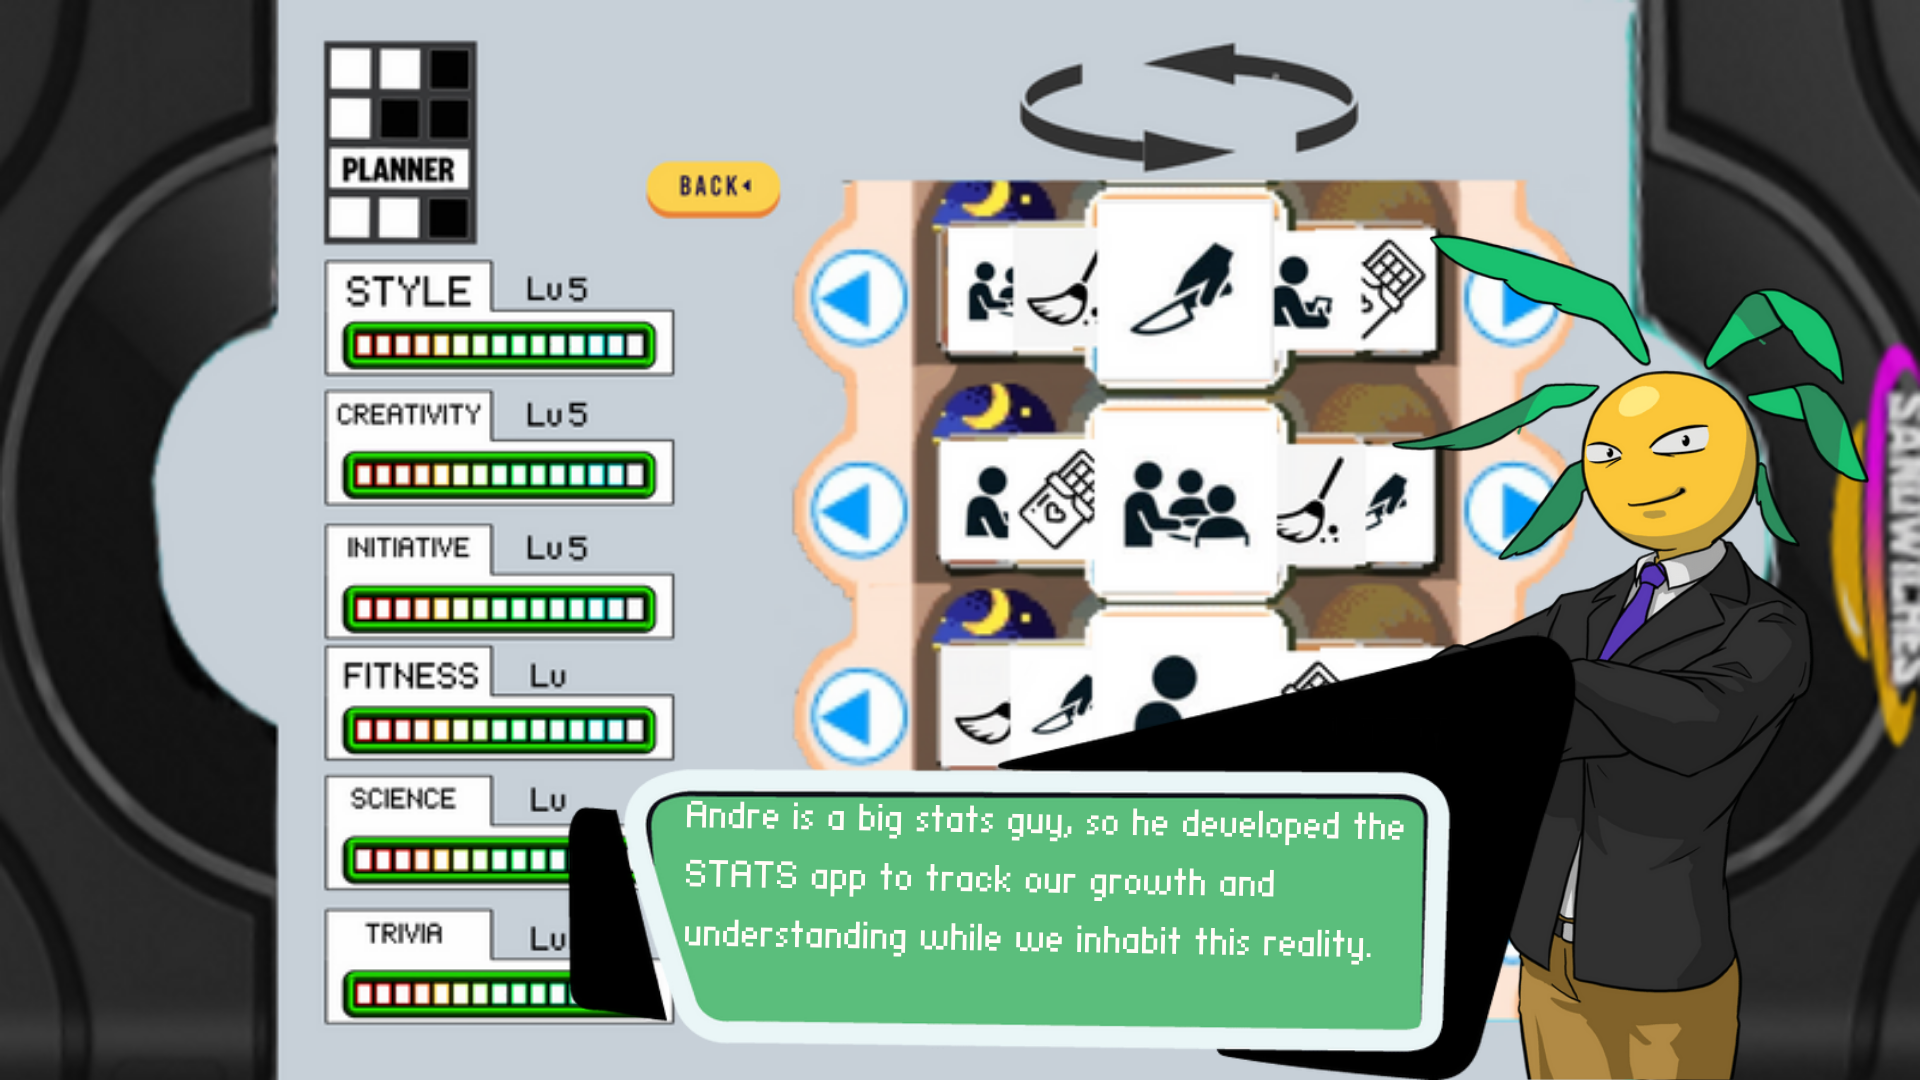 PLANNER
BACK
STYLE Lv5
CREATIVITY Lv5
INITIATIVE Lv5
FITNESS Lv
SCIENCE Lv
TRIVIA Lv
SANDWICHES
Andre is a big stats guy, so he developed the
STATS app to track our growth and
understanding while we inhabit this reality.